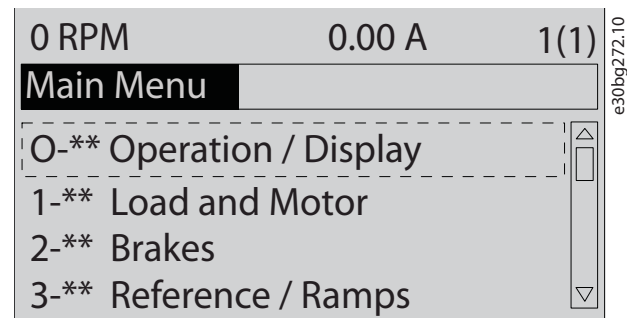 0 RPM 0.00 A 1(1)
Main Menu
O-** Operation / Display
1-** Load and Motor
2-** Brakes
3-** Reference / Ramps
e30bg272.10